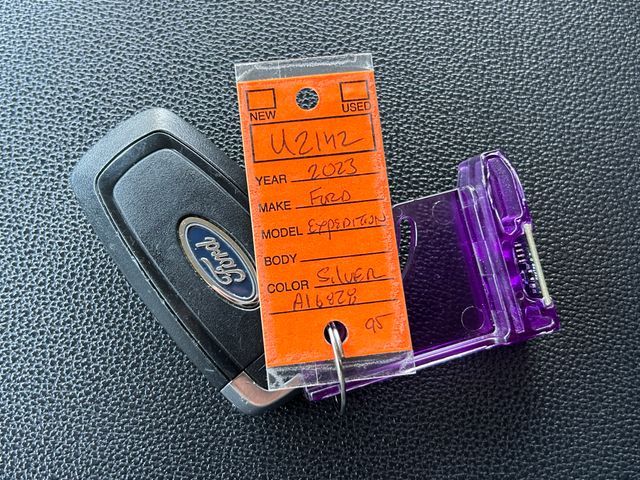 NEW USED
U2142
YEAR 2023
MAKE FORD
MODEL EXPEDITION
BODY
COLOR SILVER
A16828
95
Ford